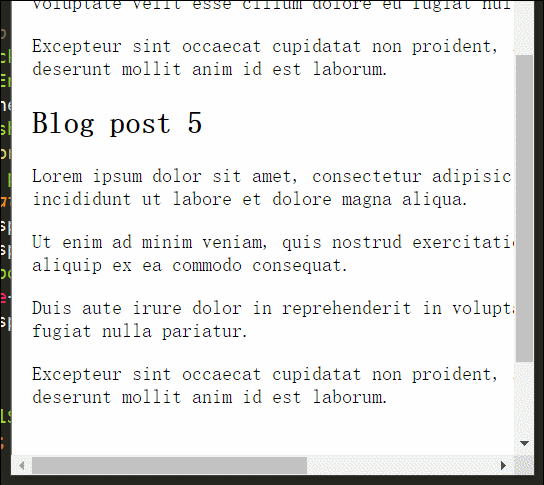 voluptate velit esse cillum dolore eu fugiat nul
Excepteur sint occaecat cupidatat non proident,
deserunt mollit anim id est laborum.
Blog post 5
Lorem ipsum dolor sit amet, consectetur adipisic
incididunt ut labore et dolore magna aliqua.
Ut enim ad minim veniam, quis nostrud exercitati
aliquip ex ea commodo consequat.
Duis aute irure dolor in reprehenderit in volupt
fugiat nulla pariatur.
Excepteur sint occaecat cupidatat non proident,
deserunt mollit anim id est laborum.